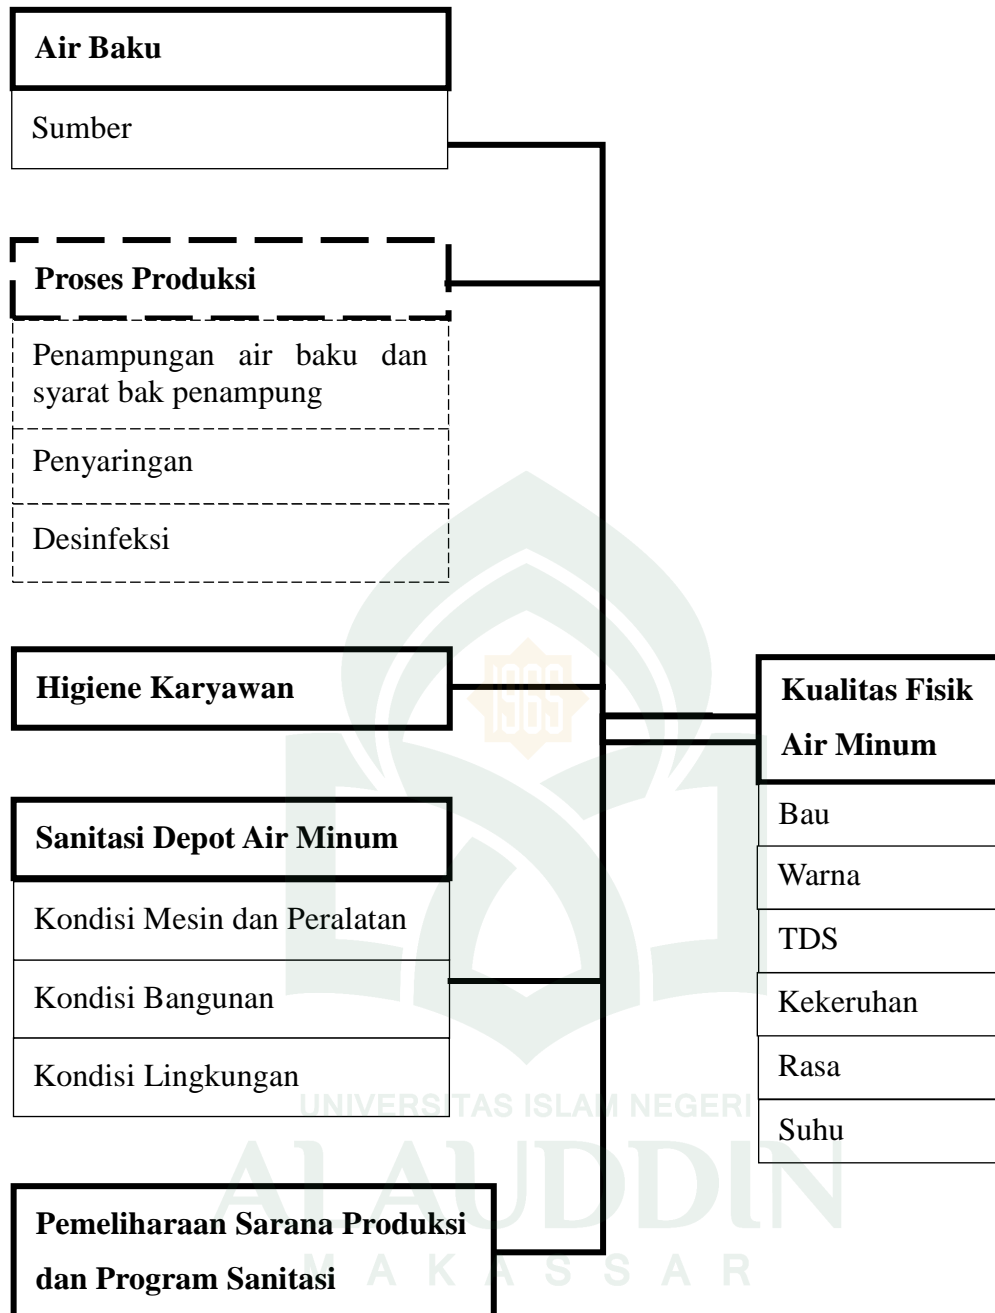 Air Baku
Sumber
Proses Produksi
Penampungan air baku dan
syarat bak penampung
Penyaringan
Desinfeksi
Higiene Karyawan
Sanitasi Depot Air Minum
Kondisi Mesin dan Peralatan
Kondisi Bangunan
Kondisi Lingkungan
Pemeliharaan Sarana Produksi
dan Program Sanitasi
Kualitas Fisik
Air Minum
Bau
Warna
TDS
Kekeruhan
Rasa
Suhu
1965
UNIVERSITAS ISLAM NEGERI
ALAUDDIN
MAKASSAR